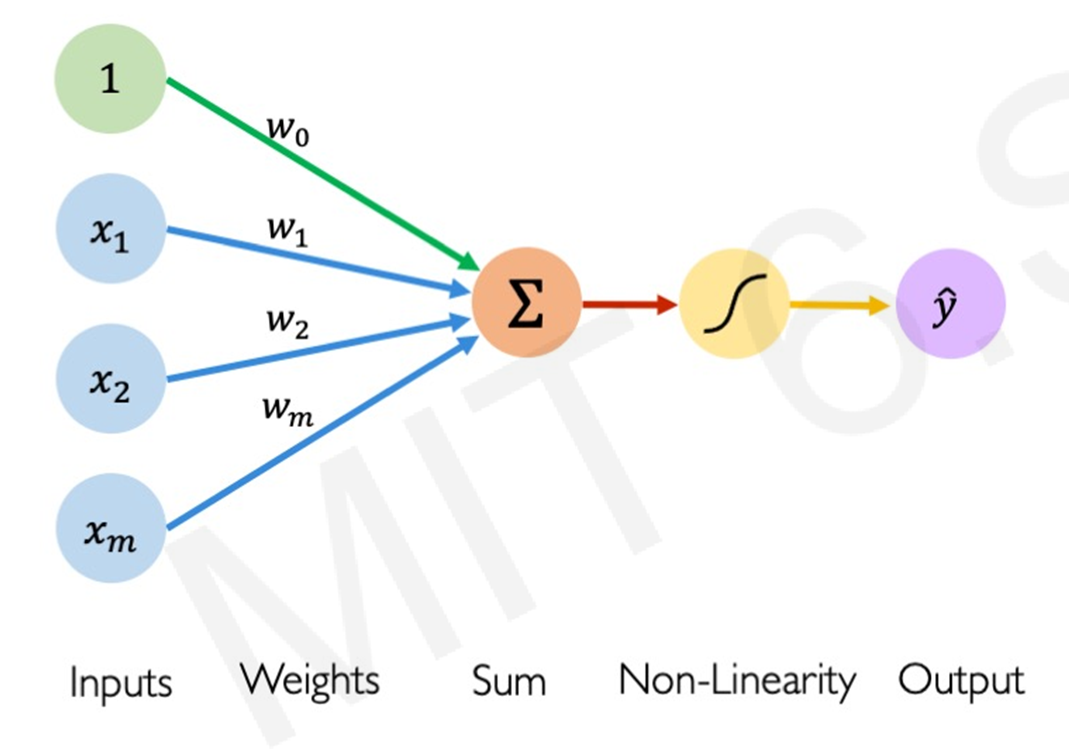 1
w₀
x₁
w₁
x₂
w₂
xₘ
wₘ
Σ
ŷ
Inputs Weights Sum Non-Linearity Output
MIT 6.S